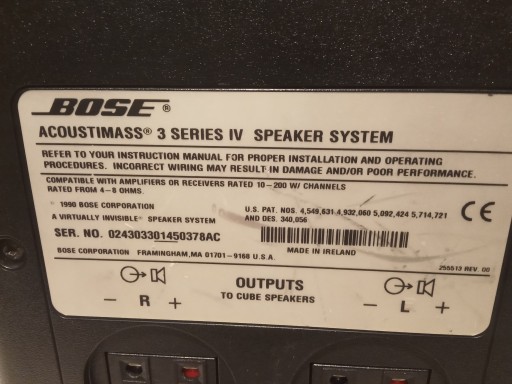 BOSE ®
ACOUSTIMASS® 3 SERIES IV SPEAKER SYSTEM
REFER TO YOUR INSTRUCTION MANUAL FOR PROPER INSTALLATION AND OPERATING
PROCEDURES. INCORRECT WIRING MAY RESULT IN DAMAGE AND/OR POOR PERFORMANCE.
COMPATIBLE WITH AMPLIFIERS OR RECEIVERS RATED 10-200 W/ CHANNELS
RATED FROM 4-8 OHMS
1990 BOSE CORPORATION
A VIRTUALLY INVISIBLE® SPEAKER SYSTEM
U.S. PAT. NOS. 4,549,631 4,932,060 5,092,424 5,714,721
AND DES. 340,056
CE
SER. NO. 024303301450378AC
MADE IN IRELAND
BOSE CORPORATION FRAMINGHAM, MA 01701-9168 U.S.A.
255513 REV. 00
OUTPUTS
TO CUBE SPEAKERS
- R +
- L +